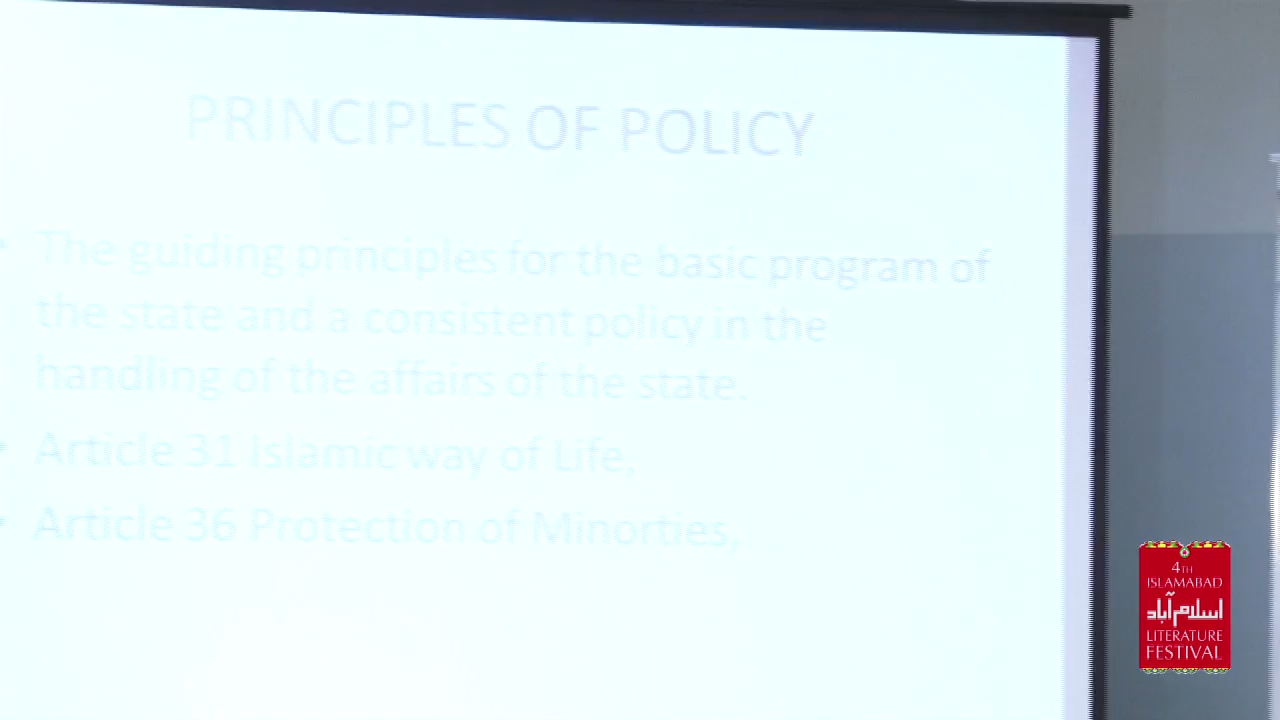 PRINCIPLES OF POLICY
• The guiding principles for the basic program of
the state and a consistent policy in the
handling of the affairs of the state.
• Article 31 Islamic way of Life,
• Article 36 Protection of Minorties,
4TH
ISLAMABAD
اسلام آباد
LITERATURE
FESTIVAL